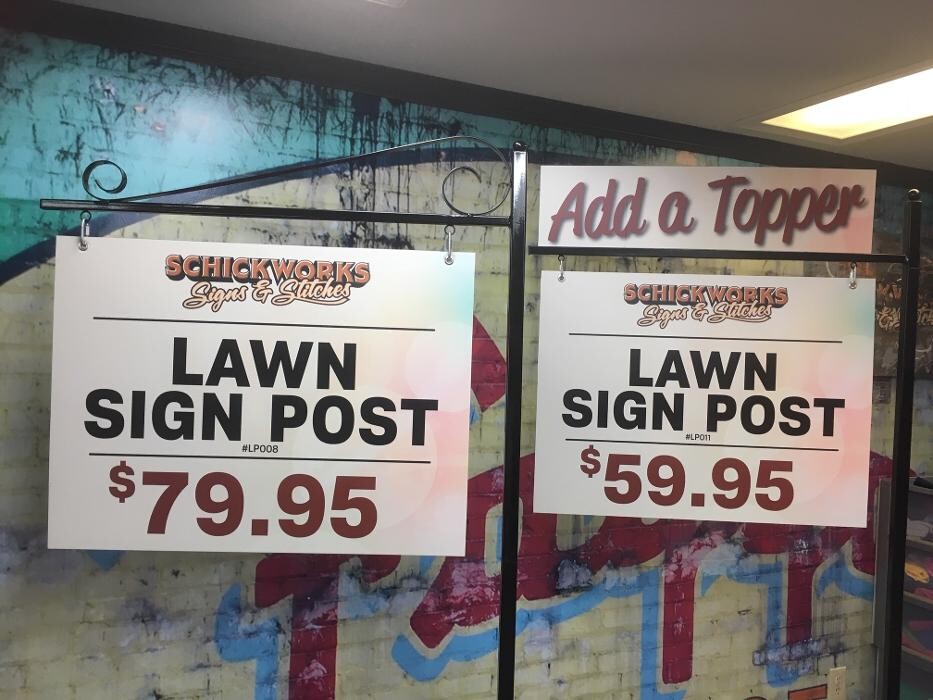 SCHICKWORKS
Signs & Stitches
LAWN
SIGN POST
#LP008
$79.95
Add a Topper
SCHICKWORKS
Signs & Stitches
LAWN
SIGN POST
#LP011
$59.95